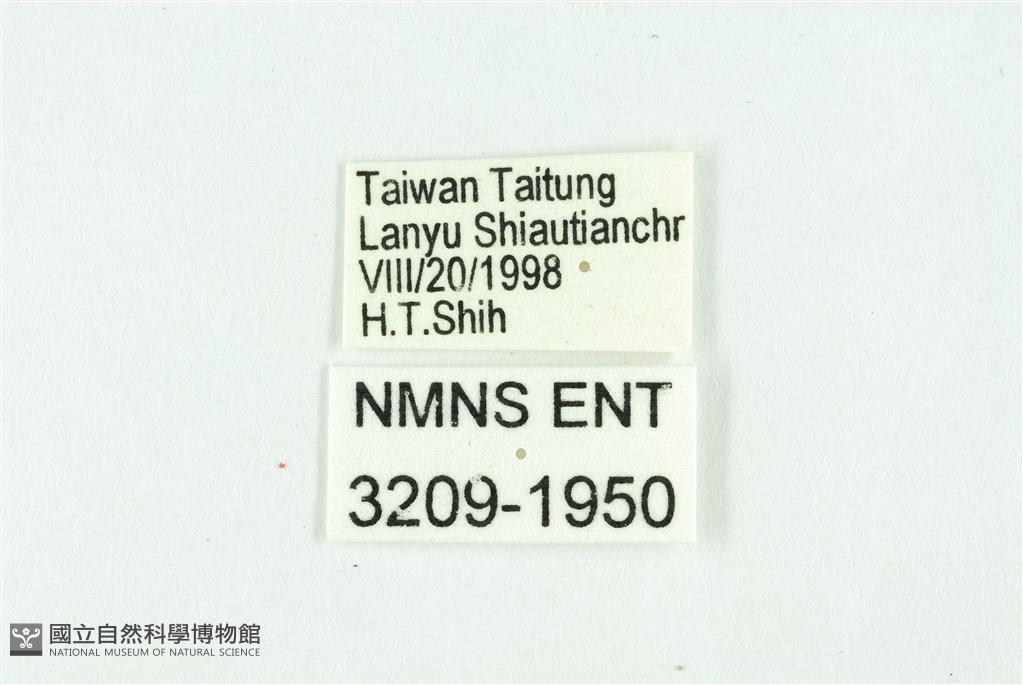 Taiwan Taitung
Lanyu Shiautianchr
VIII/20/1998
H.T.Shih
NMNS ENT
3209-1950
國立自然科學博物館
NATIONAL MUSEUM OF NATURAL SCIENCE